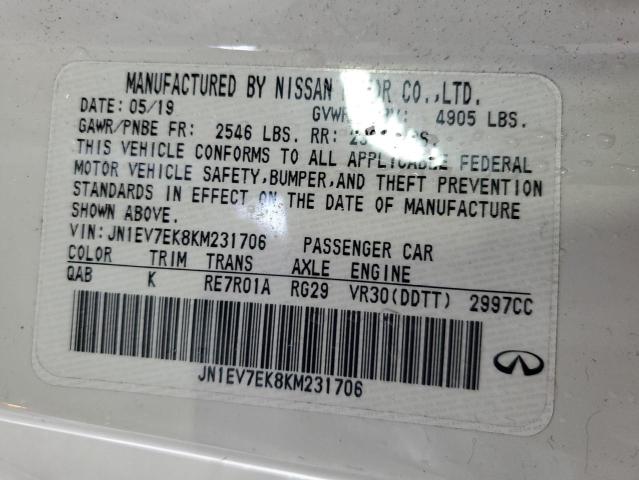 MANUFACTURED BY NISSAN CO.,LTD.
DATE: 05/19 4905 LBS.
GAWR/PNBE FR: 2546 LBS. RR:
THIS VEHICLE CONFORMS TO ALL APPLICABLE FEDERAL
MOTOR VEHICLE SAFETY,BUMPER,AND THEFT PREVENTION
STANDARDS IN EFFECT ON THE DATE OF MANUFACTURE
SHOWN ABOVE.
VIN:JN1EV7EK8KM231706 PASSENGER CAR
COLOR TRIM TRANS AXLE ENGINE
QAB K RE7R01A RG29 VR30(DDTT) 2997CC
JN1EV7EK8KM231706